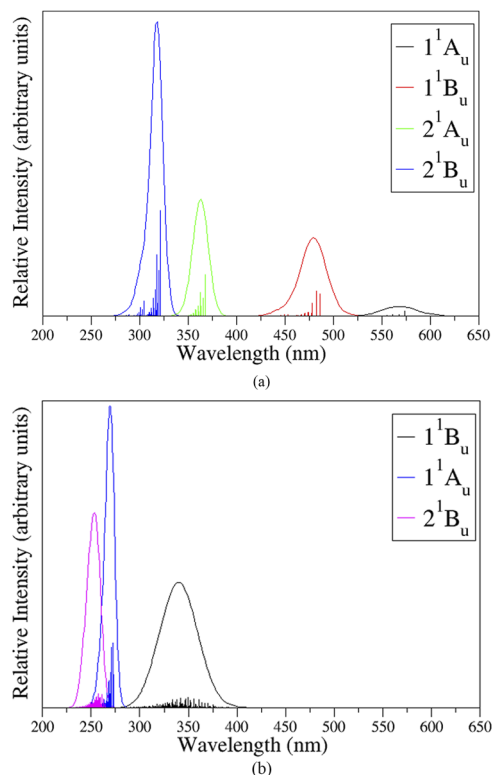 Relative Intensity (arbitrary units)
1¹Aᵤ
1¹Bᵤ
2¹Aᵤ
2¹Bᵤ
200 250 300 350 400 450 500 550 600 650
Wavelength (nm)
(a)
Relative Intensity (arbitrary units)
1¹Bᵤ
1¹Aᵤ
2¹Bᵤ
200 250 300 350 400 450 500 550 600 650
Wavelength (nm)
(b)